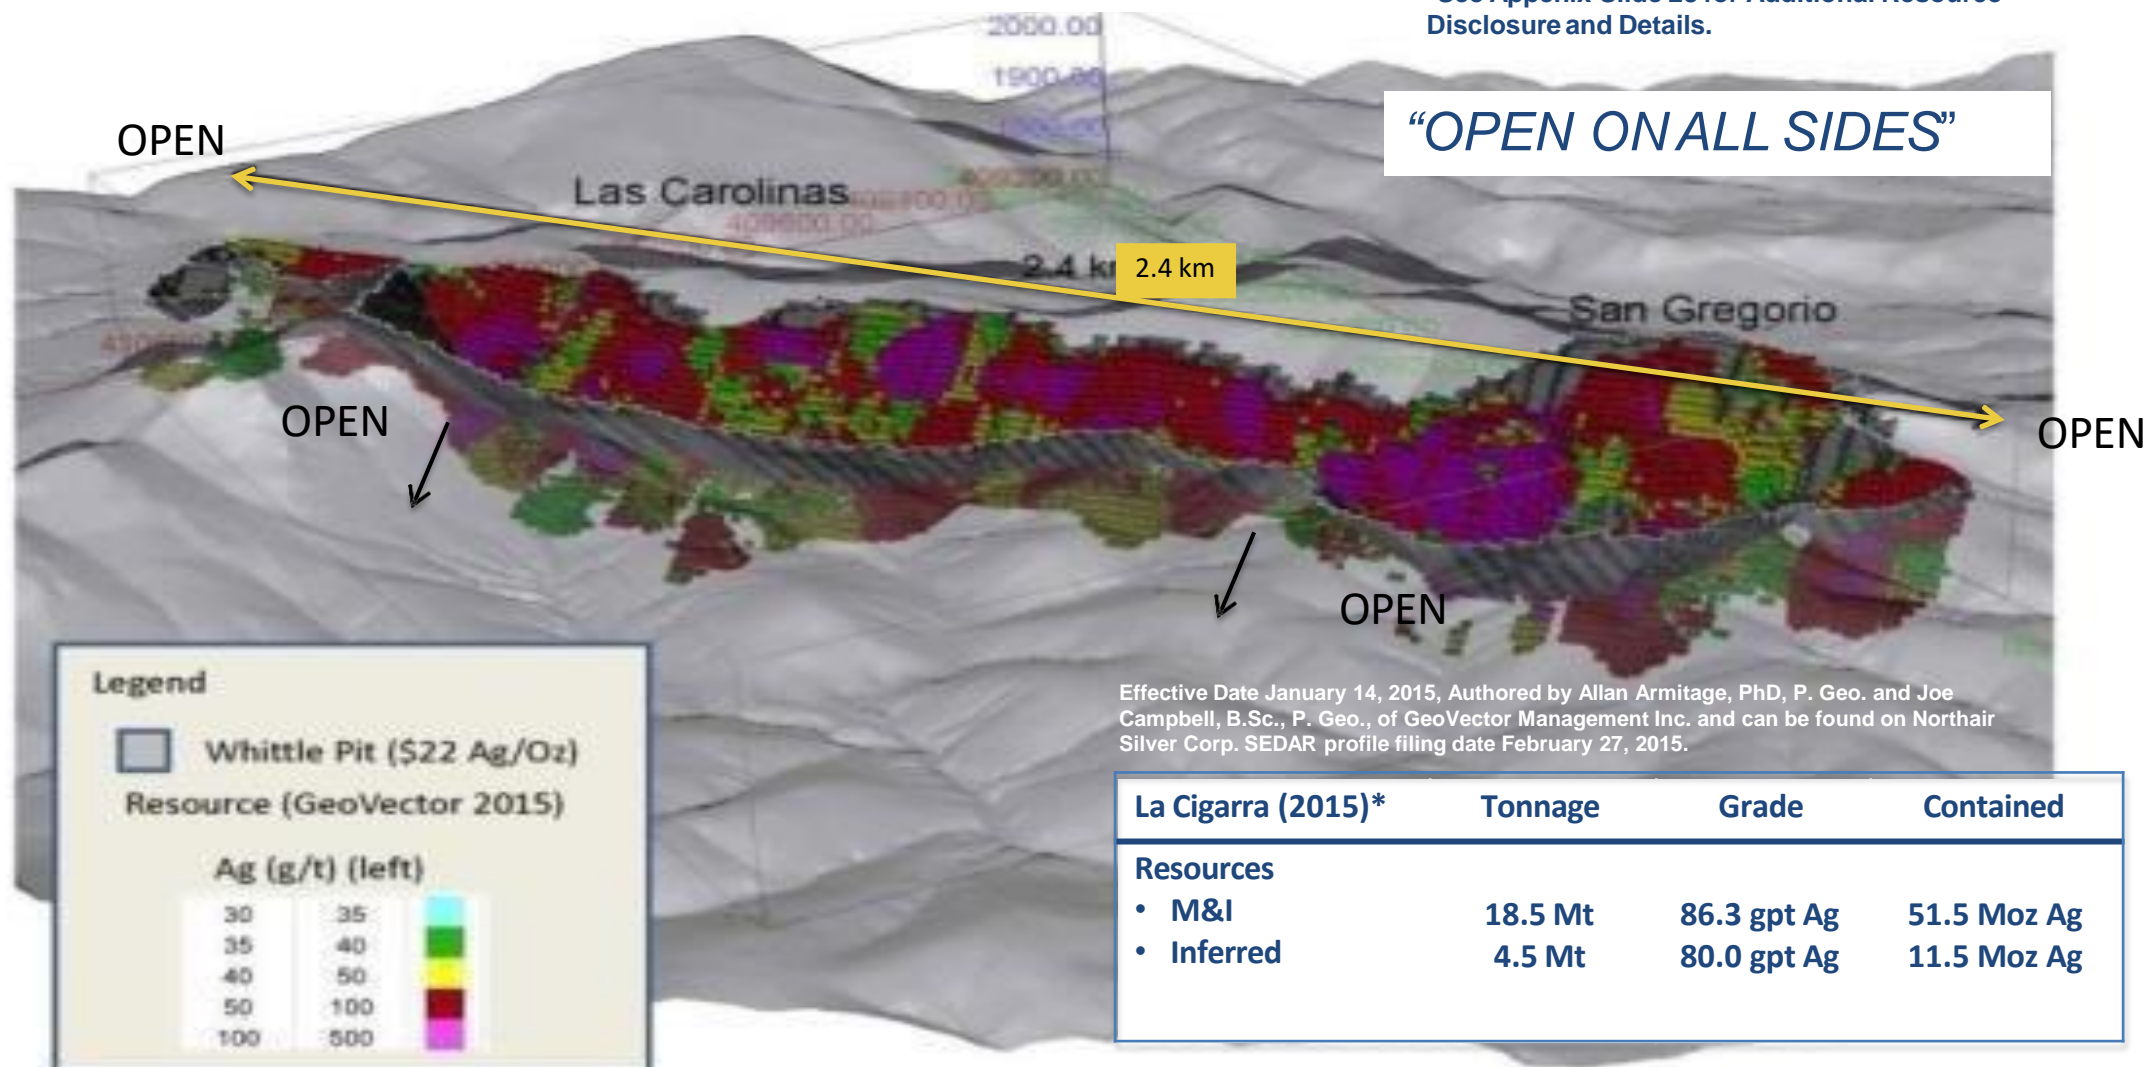 Disclosure and Details.
2000.00
1900.00
"OPEN ON ALL SIDES"
OPEN
Las Carolinas
2.4 km
San Gregorio
OPEN
OPEN
OPEN
Legend
Whittle Pit ($22 Ag/Oz)
Resource (GeoVector 2015)
Ag (g/t) (left)
30 35
35 40
40 50
50 100
100 500
Effective Date January 14, 2015, Authored by Allan Armitage, PhD, P. Geo. and Joe
Campbell, B.Sc., P. Geo., of GeoVector Management Inc. and can be found on Northair
Silver Corp. SEDAR profile filing date February 27, 2015.
La Cigarra (2015)* Tonnage Grade Contained
Resources
• M&I 18.5 Mt 86.3 gpt Ag 51.5 Moz Ag
• Inferred 4.5 Mt 80.0 gpt Ag 11.5 Moz Ag